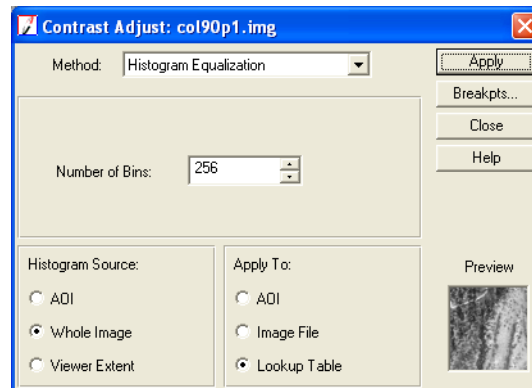 Contrast Adjust: col90p1.img
Method: Histogram Equalization
Apply
Breakpts...
Close
Help
Number of Bins: 256
Histogram Source:
AOI
Whole Image
Viewer Extent
Apply To:
AOI
Image File
Lookup Table
Preview